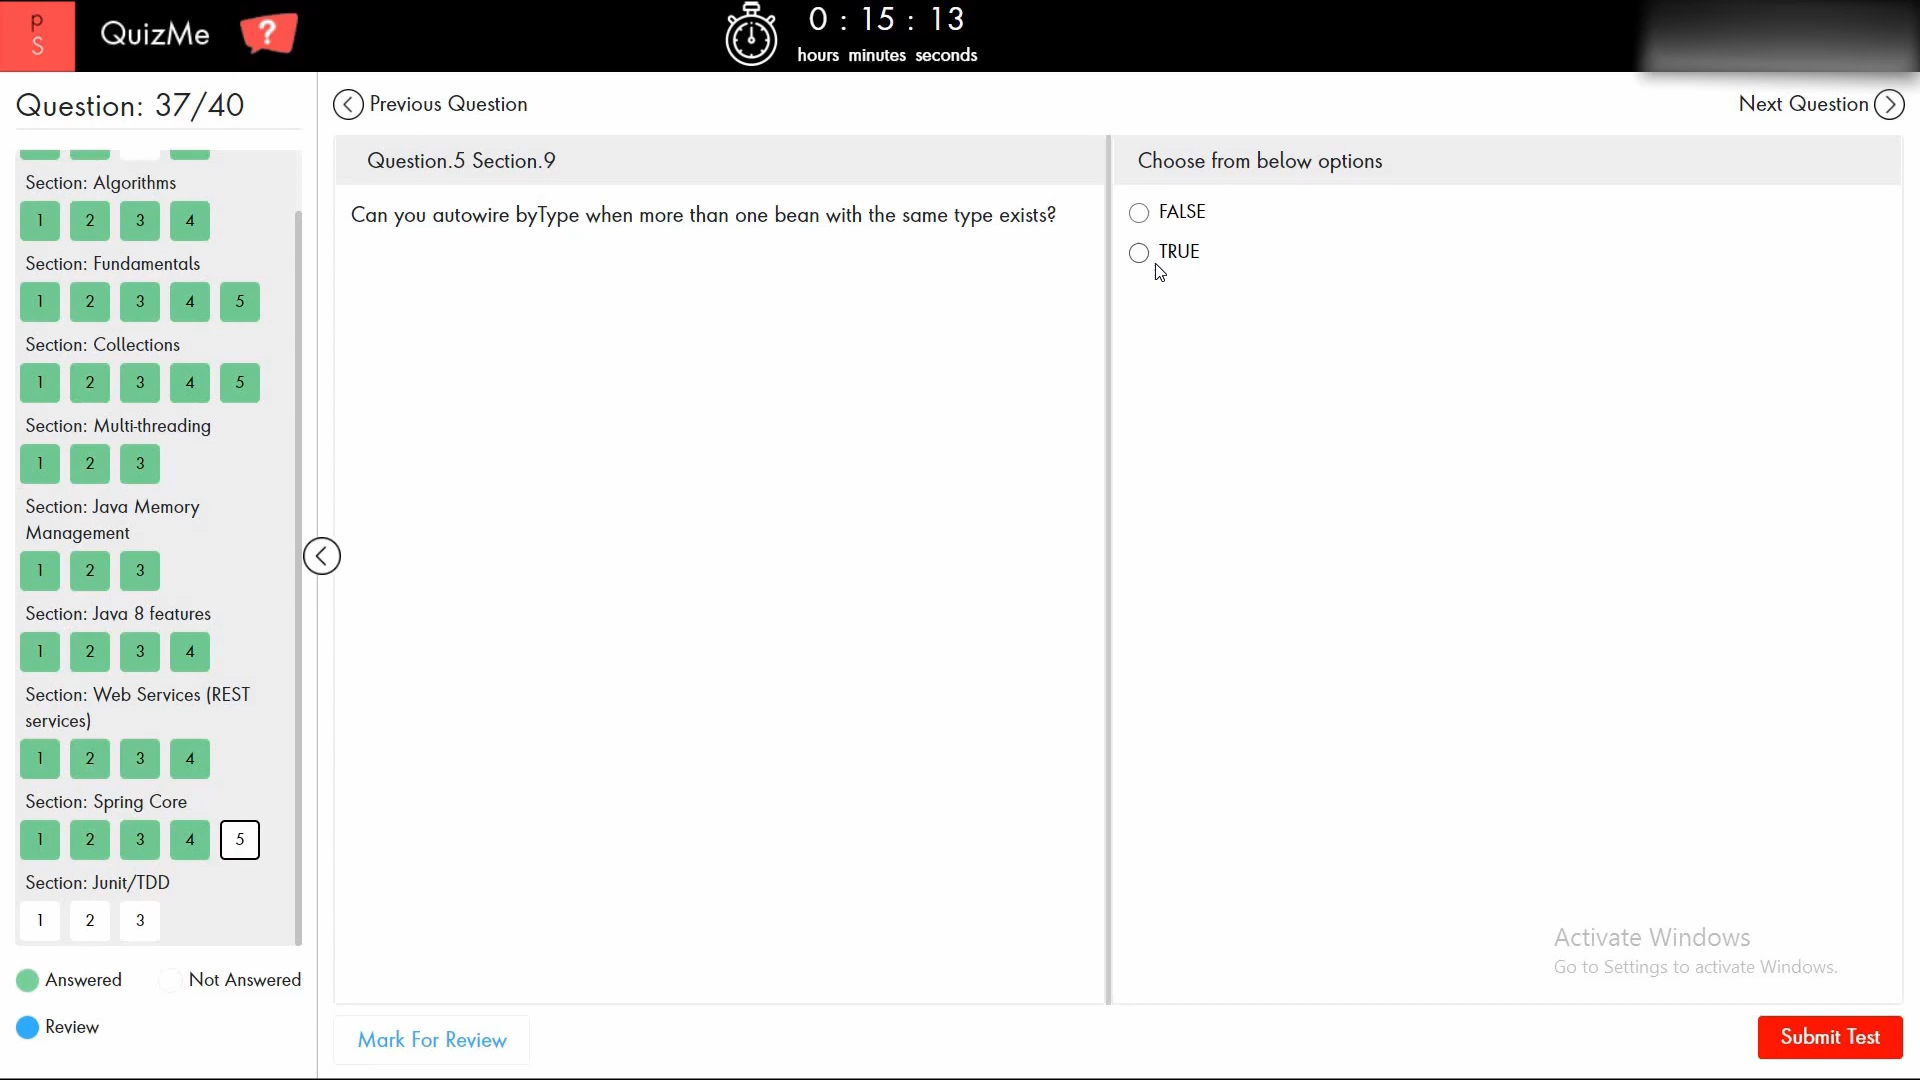 P
S
QuizMe
?
0 : 15 : 13
hours minutes seconds
Question: 37/40
Previous Question
Next Question
Section: Algorithms
1 2 3 4
Section: Fundamentals
1 2 3 4 5
Section: Collections
1 2 3 4 5
Section: Multi-threading
1 2 3
Section: Java Memory
Management
1 2 3
Section: Java 8 features
1 2 3 4
Section: Web Services (REST
services)
1 2 3 4
Section: Spring Core
1 2 3 4 5
Section: Junit/TDD
1 2 3
Answered Not Answered
Review
Question.5 Section.9
Can you autowire byType when more than one bean with the same type exists?
Choose from below options
FALSE
TRUE
Activate Windows
Go to Settings to activate Windows.
Mark For Review
Submit Test